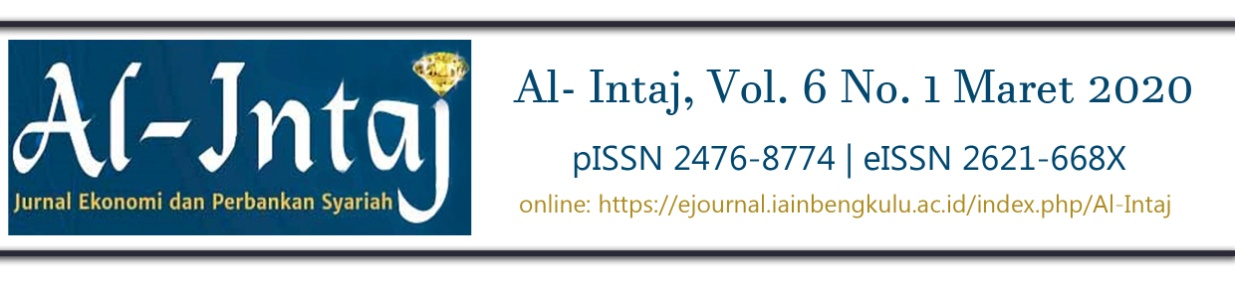 Al-Intaj
Jurnal Ekonomi dan Perbankan Syariah
Al- Intaj, Vol. 6 No. 1 Maret 2020
pISSN 2476-8774 | eISSN 2621-668X
online: https://ejournal.iainbengkulu.ac.id/index.php/Al-Intaj